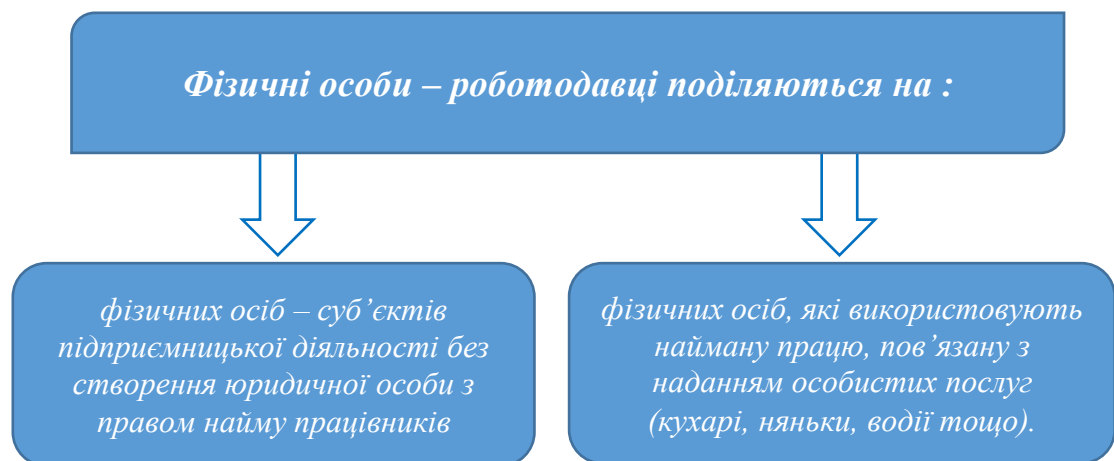 Фізичні особи – роботодавці поділяються на :
фізичних осіб – суб’єктів
підприємницької діяльності без
створення юридичної особи з
правом найму працівників
фізичних осіб, які використовують
найману працю, пов’язану з
наданням особистих послуг
(кухарі, няньки, водії тощо).